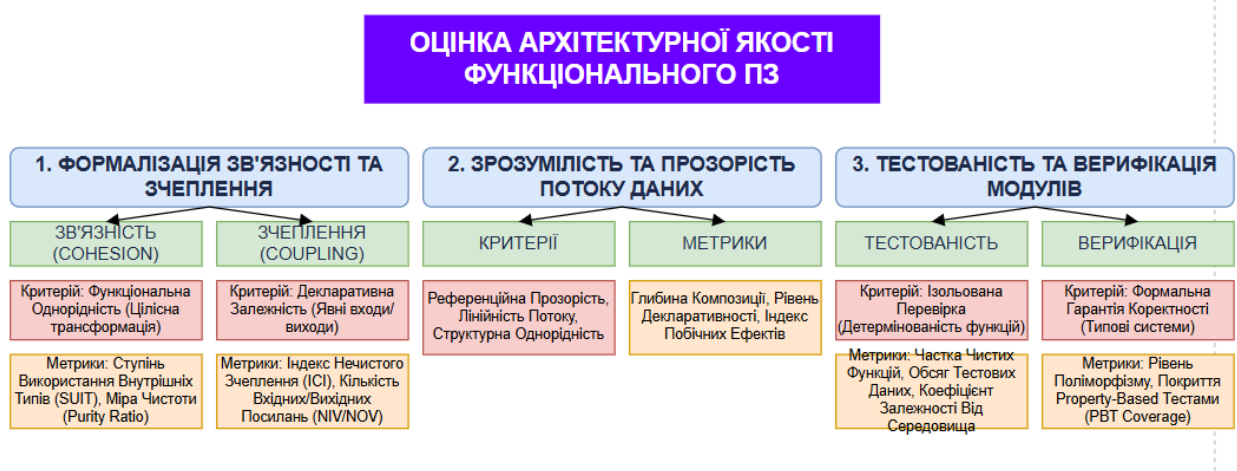 ОЦІНКА АРХІТЕКТУРНОЇ ЯКОСТІ
ФУНКЦІОНАЛЬНОГО ПЗ
1. ФОРМАЛІЗАЦІЯ ЗВ'ЯЗНОСТІ ТА
ЗЧЕПЛЕННЯ
ЗВ'ЯЗНІСТЬ
(COHESION)
ЗЧЕПЛЕННЯ
(COUPLING)
Критерій: Функціональна
Однорідність (Цілісна
трансформація)
Критерій: Декларативна
Залежність (Явні входи/
виходи)
Метрики: Ступінь
Використання Внутрішніх
Типів (SUIT), Міра Чистоти
(Purity Ratio)
Метрики: Індекс Нечистого
Зчеплення (ICI), Кількість
Вхідних/Вихідних
Посилань (NIV/NOV)
2. ЗРОЗУМІЛІСТЬ ТА ПРОЗОРІСТЬ
ПОТОКУ ДАНИХ
КРИТЕРІЇ
МЕТРИКИ
Референційна Прозорість,
Лінійність Потоку,
Структурна Однорідність
Глибина Композиції, Рівень
Декларативності, Індекс
Побічних Ефектів
3. ТЕСТОВАНІСТЬ ТА ВЕРИФІКАЦІЯ
МОДУЛІВ
ТЕСТОВАНІСТЬ
ВЕРИФІКАЦІЯ
Критерій: Ізольована
Перевірка
(Детермінованість функцій)
Критерій: Формальна
Гарантія Коректності
(Типові системи)
Метрики: Частка Чистих
Функцій, Обсяг Тестових
Даних, Коефіцієнт
Залежності Від
Середовища
Метрики: Рівень
Поліморфізму, Покриття
Property-Based Тестами
(PBT Coverage)